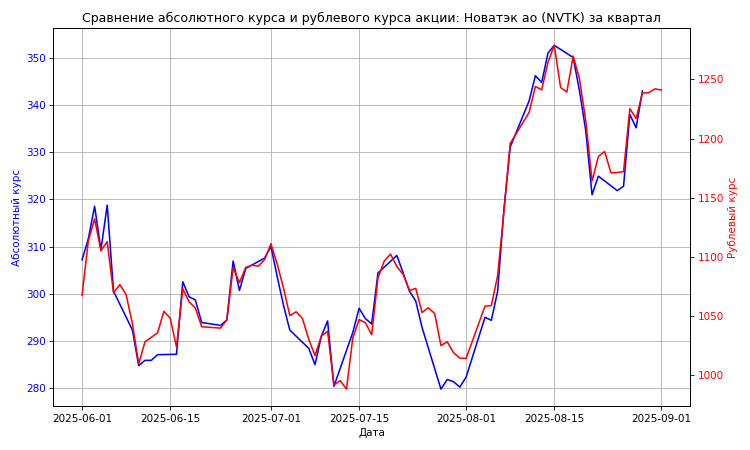 Сравнение абсолютного курса и рублевого курса акции: Новатэк ао (NVTK) за квартал
Абсолютный курс
350
340
330
320
310
300
290
280
1250
1200
1150
1100
1050
1000
Рублевый курс
2025-06-01 2025-06-15 2025-07-01 2025-07-15 2025-08-01 2025-08-15 2025-09-01
Дата